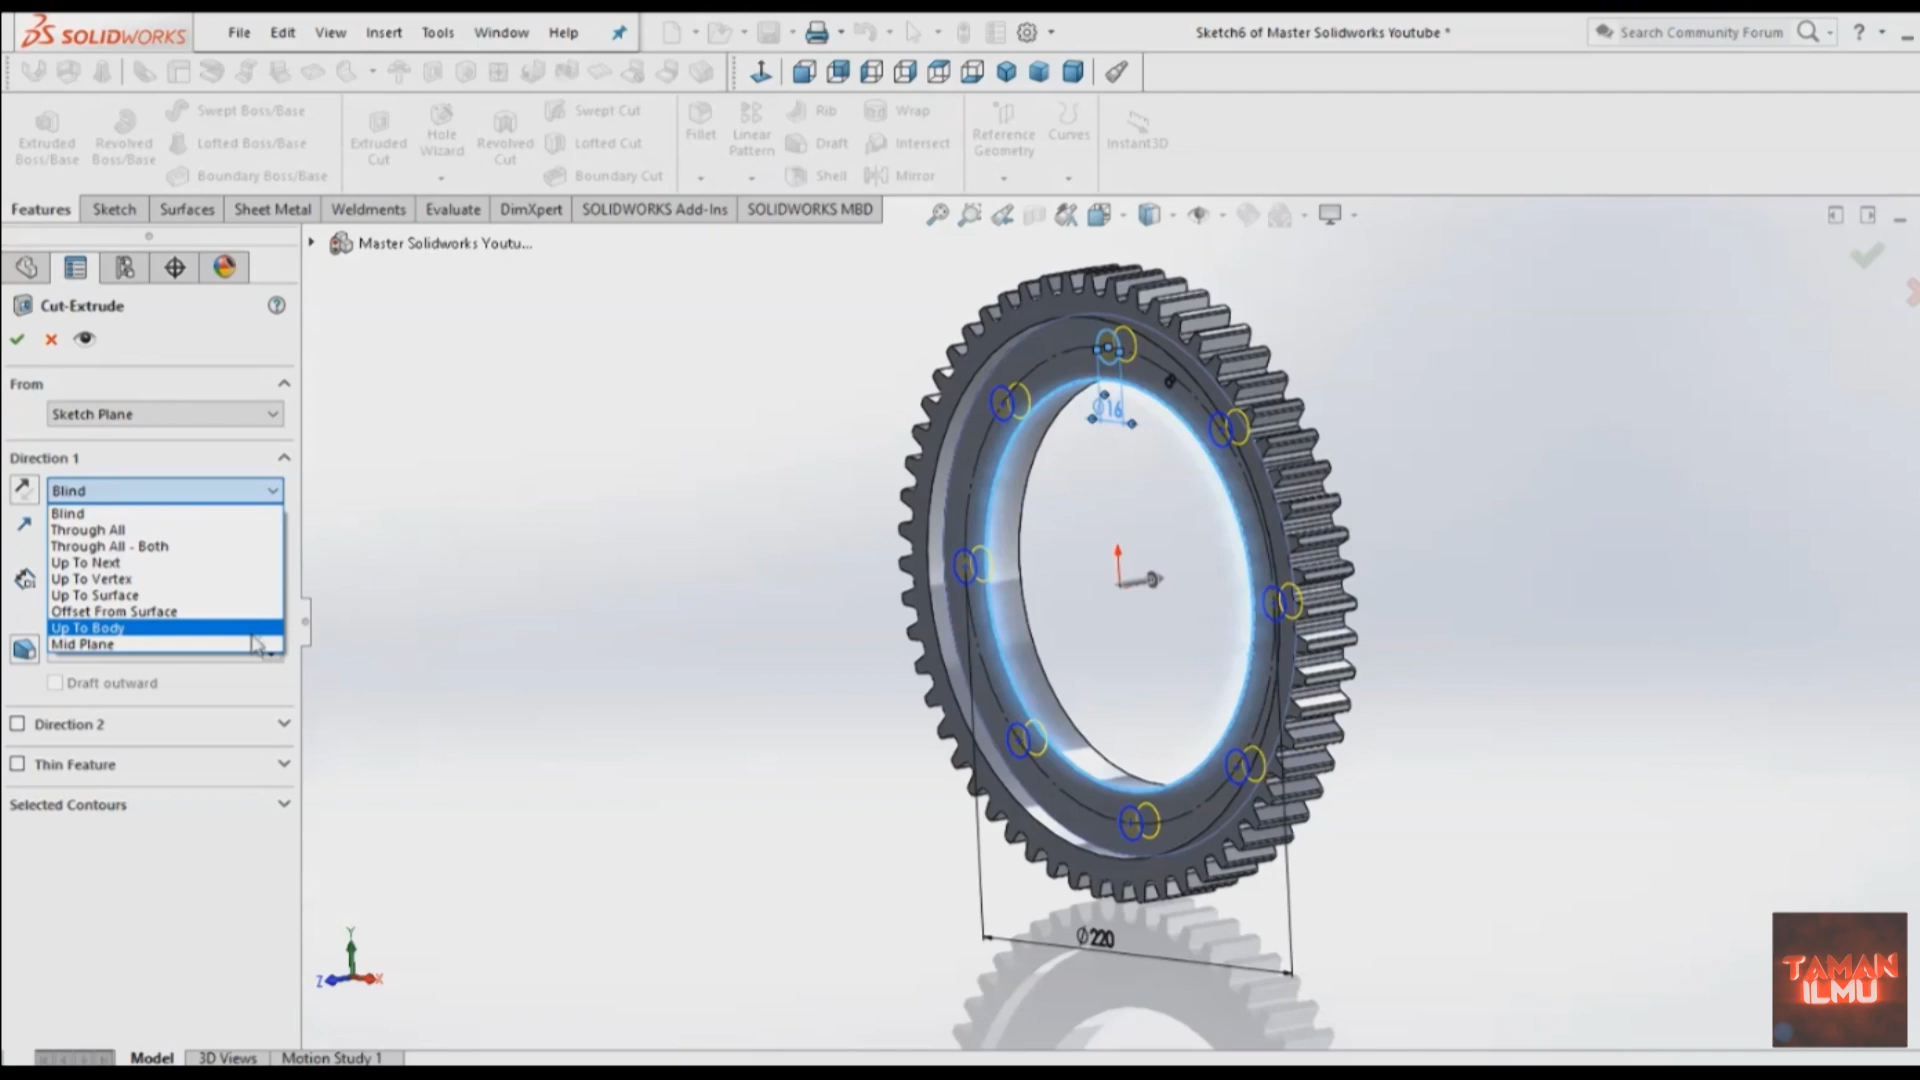 SOLIDWORKS File Edit View Insert Tools Window Help Sketch6 of Master Solidworks Youtube * Search Community Forum ?
Extruded Boss/Base
Revolved Boss/Base
Swept Boss/Base
Lofted Boss/Base
Boundary Boss/Base
Extruded Cut
Hole Wizard
Revolved Cut
Swept Cut
Lofted Cut
Boundary Cut
Fillet
Linear Pattern
Rib
Draft
Shell
Wrap
Intersect
Mirror
Reference Geometry
Curves
Instant3D
Features Sketch Surfaces Sheet Metal Weldments Evaluate DimXpert SOLIDWORKS Add-Ins SOLIDWORKS MBD
Master Solidworks Youtu...
Cut-Extrude
From
Sketch Plane
Direction 1
Blind
Blind
Through All
Through All - Both
Up To Next
Up To Vertex
Up To Surface
Offset From Surface
Up To Body
Mid Plane
Draft outward
Direction 2
Thin Feature
Selected Contours
8
Ø16
Ø220
Y
Z X
TAMAN
ILMU
Model 3D Views Motion Study 1